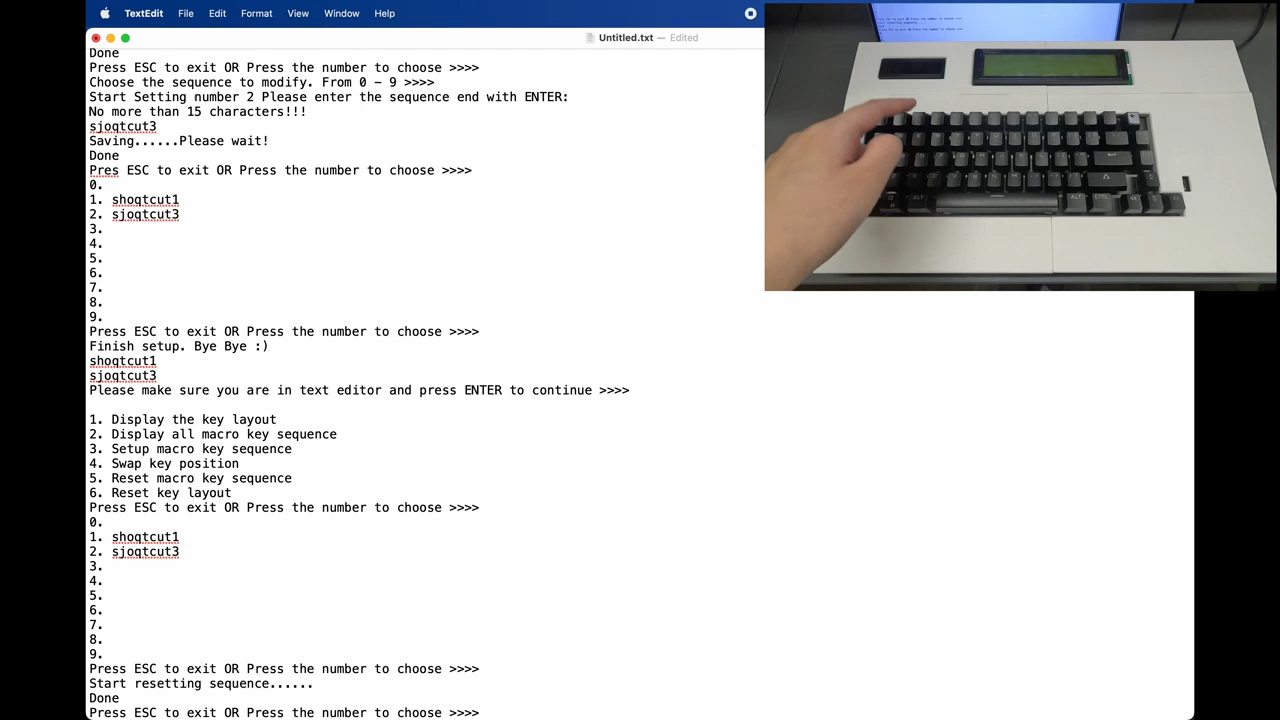 TextEdit File Edit Format View Window Help
Untitled.txt — Edited
Done
Press ESC to exit OR Press the number to choose >>>>
Choose the sequence to modify. From 0 – 9 >>>>
Start Setting number 2 Please enter the sequence end with ENTER:
No more than 15 characters!!!
sjoqtcut3
Saving......Please wait!
Done
Pres ESC to exit OR Press the number to choose >>>>
0.
1. shoqtcut1
2. sjoqtcut3
3.
4.
5.
6.
7.
8.
9.
Press ESC to exit OR Press the number to choose >>>>
Finish setup. Bye Bye :)
shoqtcut1
sjoqtcut3
Please make sure you are in text editor and press ENTER to continue >>>>
1. Display the key layout
2. Display all macro key sequence
3. Setup macro key sequence
4. Swap key position
5. Reset macro key sequence
6. Reset key layout
Press ESC to exit OR Press the number to choose >>>>
0.
1. shoqtcut1
2. sjoqtcut3
3.
4.
5.
6.
7.
8.
9.
Press ESC to exit OR Press the number to choose >>>>
Start resetting sequence......
Done
Press ESC to exit OR Press the number to choose >>>>